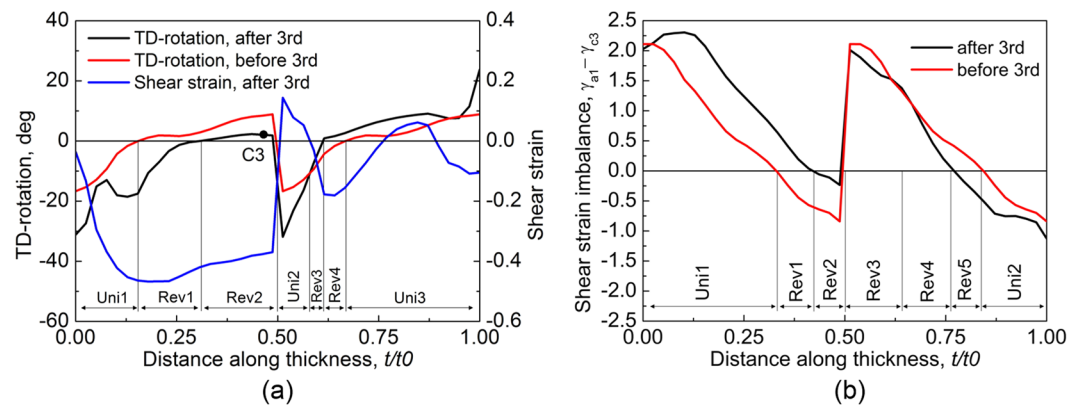 TD-rotation, after 3rd
TD-rotation, before 3rd
Shear strain, after 3rd
40
20
0
-20
-40
-60
TD-rotation, deg
0.4
0.2
0.0
-0.2
-0.4
-0.6
Shear strain
C3
Uni1
Rev1
Rev2
Uni2
Rev3
Rev4
Uni3
0.00 0.25 0.50 0.75 1.00
Distance along thickness, t/t0
(a)
after 3rd
before 3rd
2.5
2.0
1.5
1.0
0.5
0.0
-0.5
-1.0
-1.5
-2.0
-2.5
Shear strain imbalance, γa1− γc3
Uni1
Rev1
Rev2
Rev3
Rev4
Rev5
Uni2
0.00 0.25 0.50 0.75 1.00
Distance along thickness, t/t0
(b)